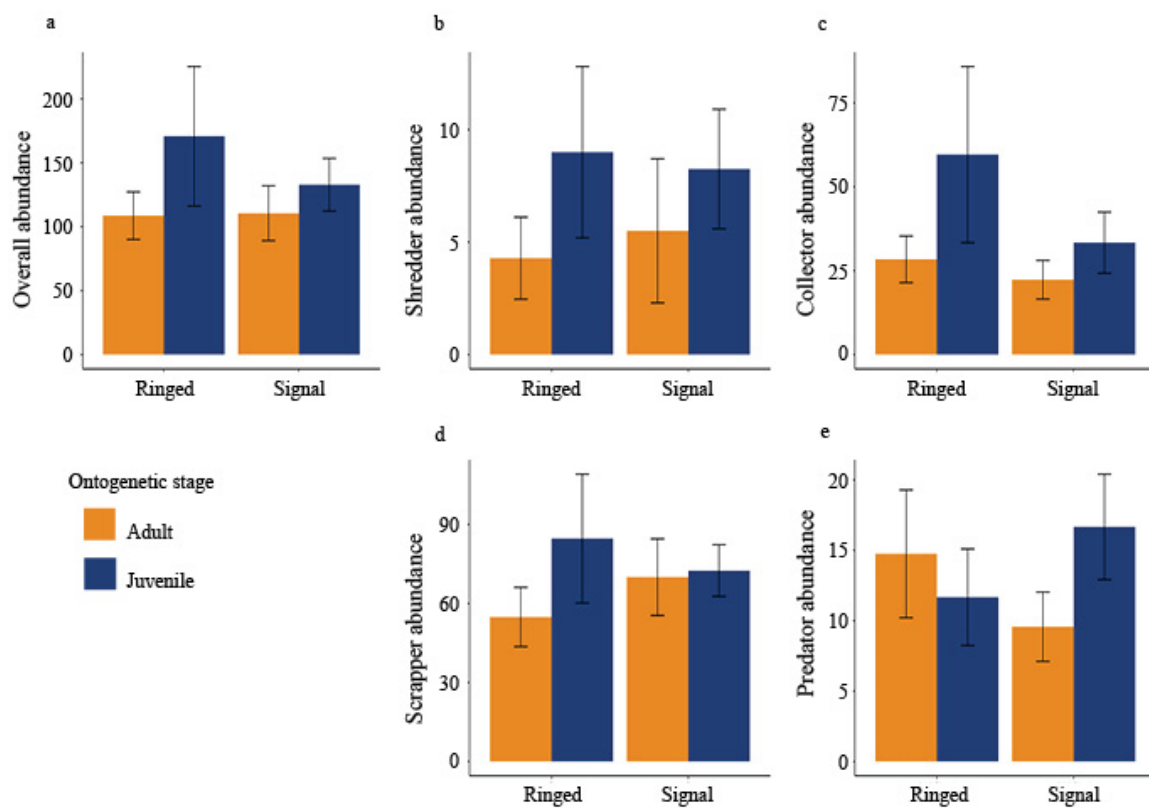 a
Overall abundance
200
150
100
50
0
Ringed Signal
b
Shredder abundance
10
5
0
Ringed Signal
c
Collector abundance
75
50
25
0
Ringed Signal
Ontogenetic stage
Adult
Juvenile
d
Scrapper abundance
90
60
30
0
Ringed Signal
e
Predator abundance
20
15
10
5
0
Ringed Signal